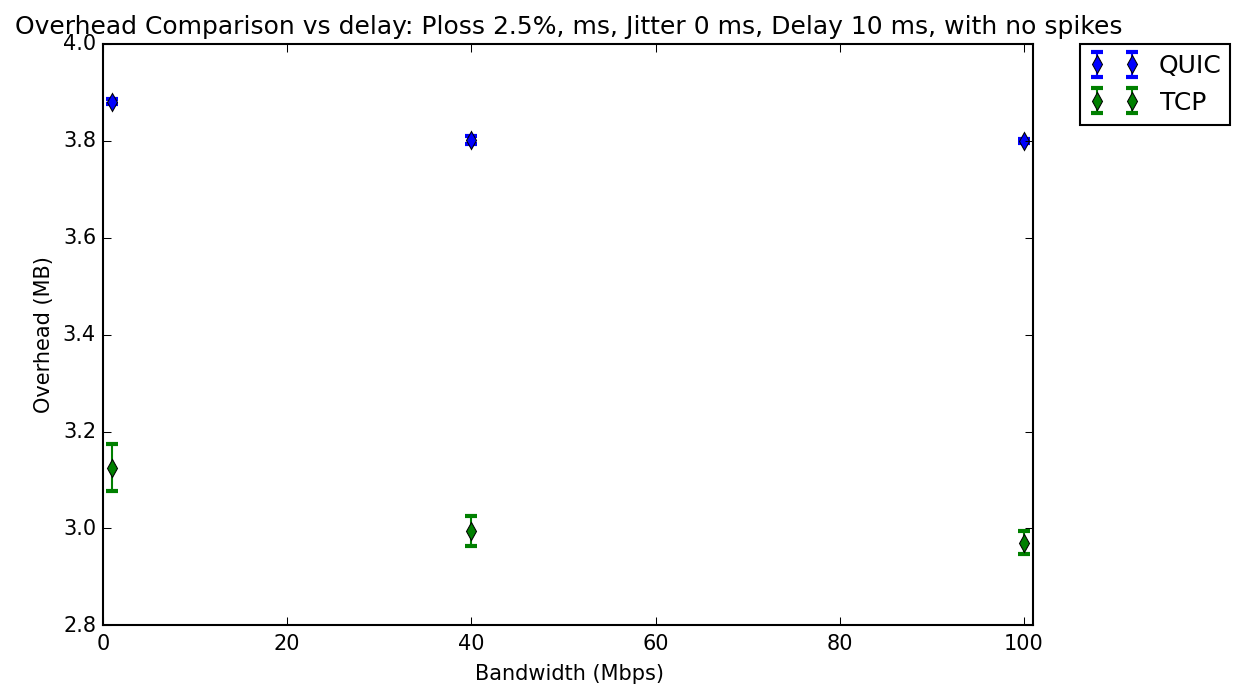 Overhead Comparison vs delay: Ploss 2.5%, ms, Jitter 0 ms, Delay 10 ms, with no spikes
4.0
3.8
3.6
3.4
3.2
3.0
2.8
Overhead (MB)
0 20 40 60 80 100
Bandwidth (Mbps)
QUIC
TCP